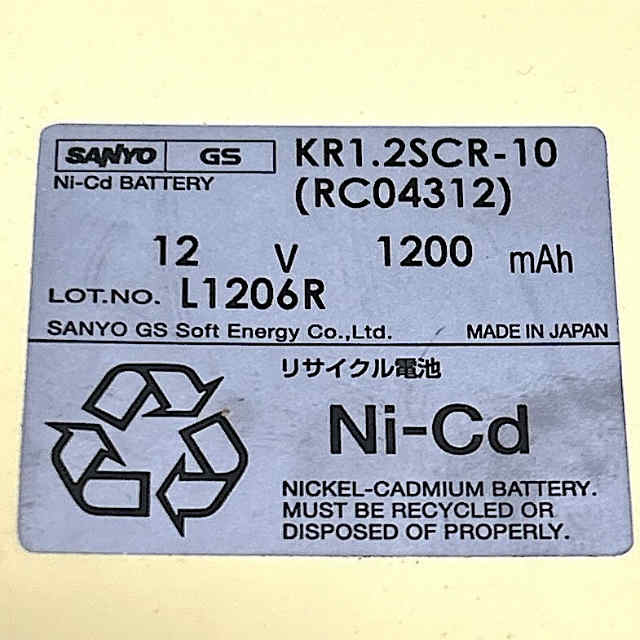 SANYO GS KR1.2SCR-10
Ni-Cd BATTERY (RC04312)
12 V 1200 mAh
LOT.NO. L1206R
SANYO GS Soft Energy Co.,Ltd. MADE IN JAPAN
リサイクル電池
Ni-Cd
NICKEL-CADMIUM BATTERY.
MUST BE RECYCLED OR
DISPOSED OF PROPERLY.